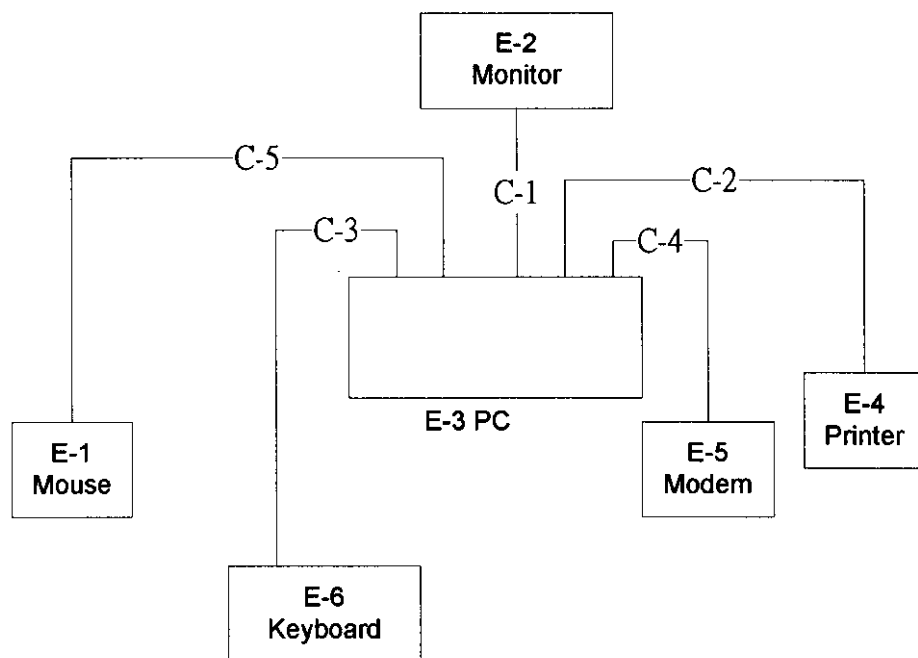 E-2
Monitor
C-5
C-1
C-2
C-3
C-4
E-3 PC
E-4
Printer
E-1
Mouse
E-5
Modem
E-6
Keyboard